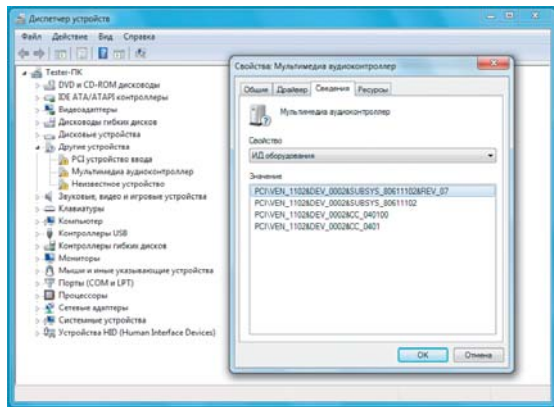 Диспетчер устройств
Файл Действие Вид Справка
Tester-ПК
DVD и CD-ROM дисководы
IDE ATA/ATAPI контроллеры
Видеоадаптеры
Дисководы гибких дисков
Дисковые устройства
Другие устройства
PCI устройство ввода
Мультимедиа аудиоконтроллер
Неизвестное устройство
Звуковые, видео и игровые устройства
Клавиатуры
Компьютер
Контроллеры USB
Контроллеры гибких дисков
Мониторы
Мыши и иные указывающие устройства
Порты (COM и LPT)
Процессоры
Сетевые адаптеры
Системные устройства
Устройства HID (Human Interface Devices)
Свойства: Мультимедиа аудиоконтроллер
Общие Драйвер Сведения Ресурсы
Мультимедиа аудиоконтроллер
Свойство
ИД оборудования
Значение
PCI\VEN_1102&DEV_0002&SUBSYS_80611102&REV_07
PCI\VEN_1102&DEV_0002&SUBSYS_80611102
PCI\VEN_1102&DEV_0002&CC_040100
PCI\VEN_1102&DEV_0002&CC_0401
OK Отмена